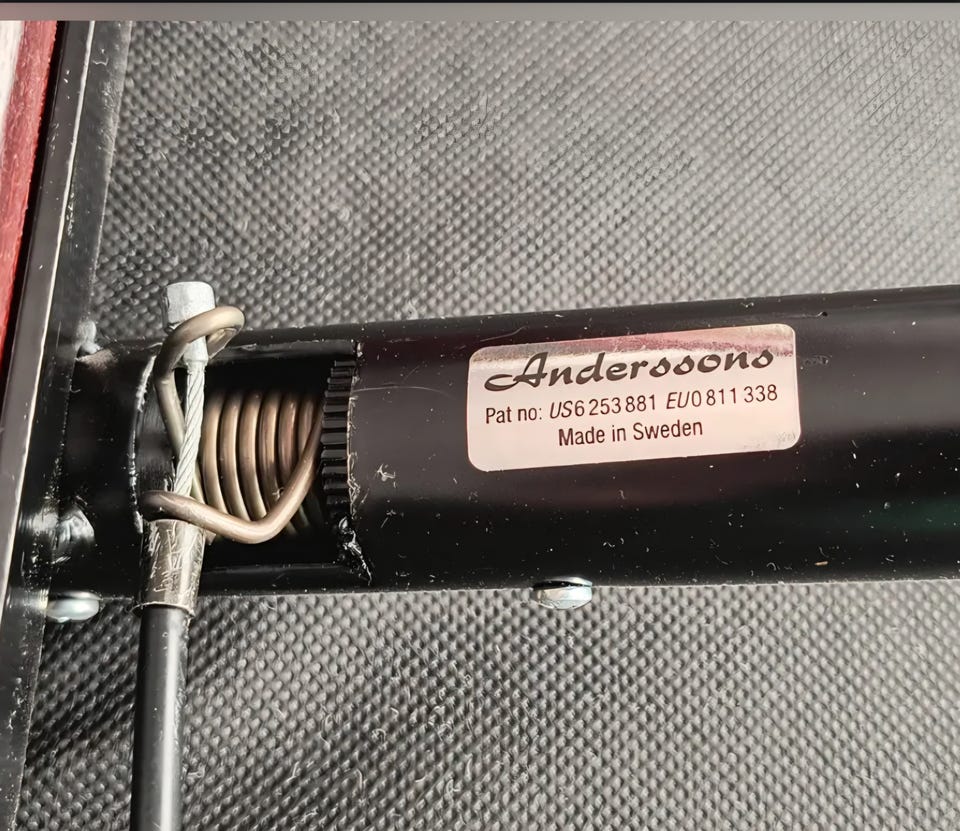 Anderssons
Pat no: US6 253 881 EU0 811 338
Made in Sweden